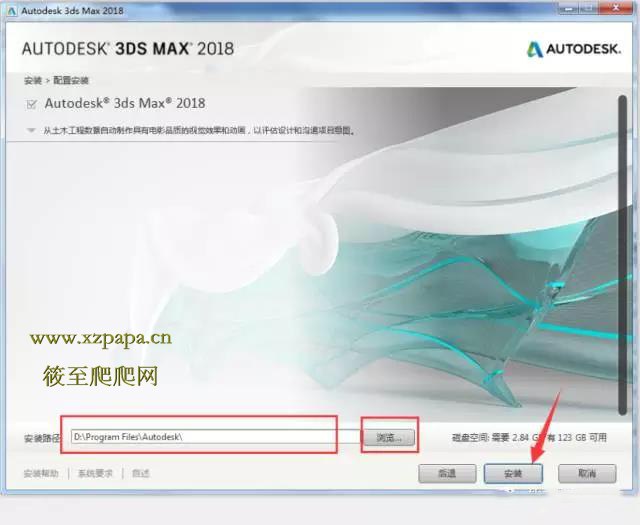 Autodesk 3ds Max 2018
AUTODESK® 3DS MAX® 2018
AUTODESK.
安装 > 配置安装
Autodesk® 3ds Max® 2018
从土木工程数据自动制作具有电影品质的视觉效果和动画，以评估设计和沟通项目意图。
www.xzpapa.cn
筱至爬爬网
安装路径
D:\Program Files\Autodesk\
浏览...
磁盘空间: 需要 2.84 G 有 123 GB 可用
安装帮助 | 系统要求 | 自述
后退
安装
取消